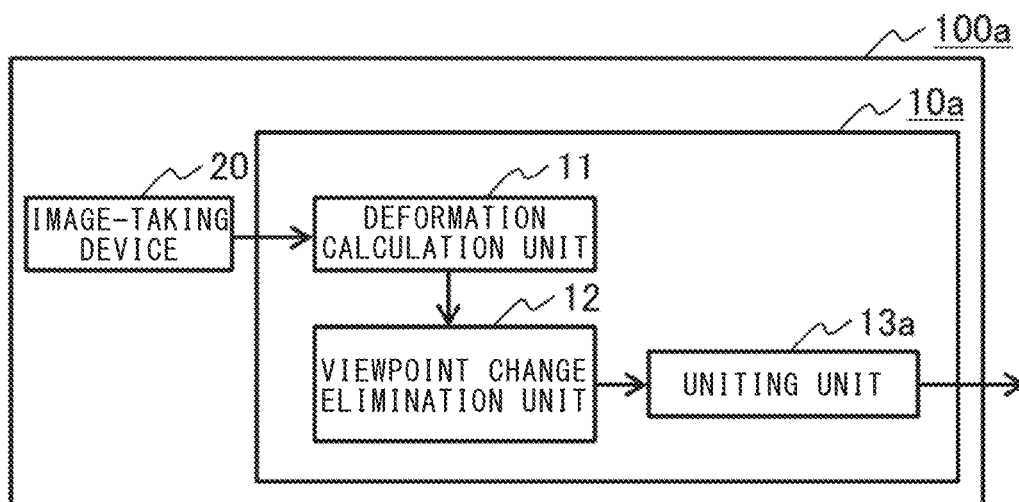 100a
10a
20
11
IMAGE-TAKING
DEVICE
DEFORMATION
CALCULATION UNIT
12
13a
VIEWPOINT CHANGE
ELIMINATION UNIT
UNITING UNIT